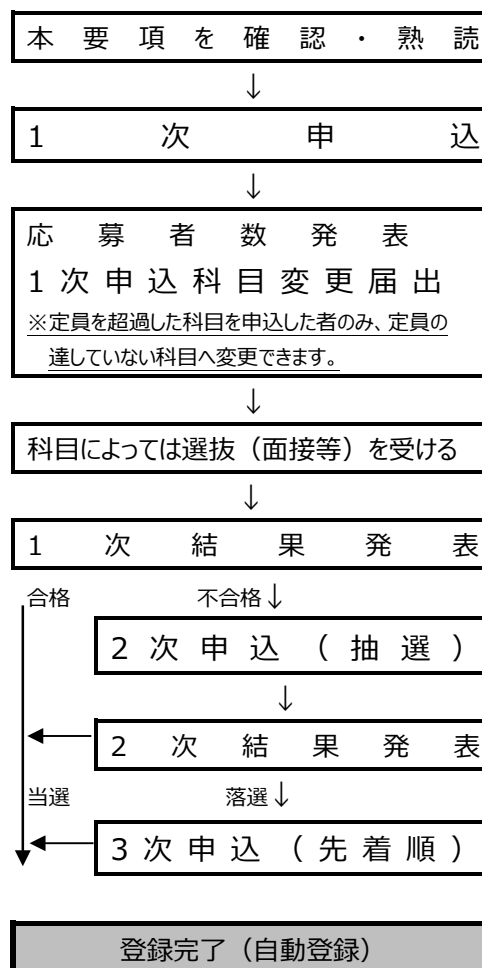 本要項を確認・熟読
↓
1次申込
↓
応募者数発表
1次申込科目変更届出
※定員を超過した科目を申込した者のみ、定員の
達していない科目へ変更できます。
↓
科目によっては選抜（面接等）を受ける
↓
1次結果発表
合格 不合格↓
2次申込（抽選）
↓
2次結果発表
当選 落選↓
3次申込（先着順）
登録完了（自動登録）